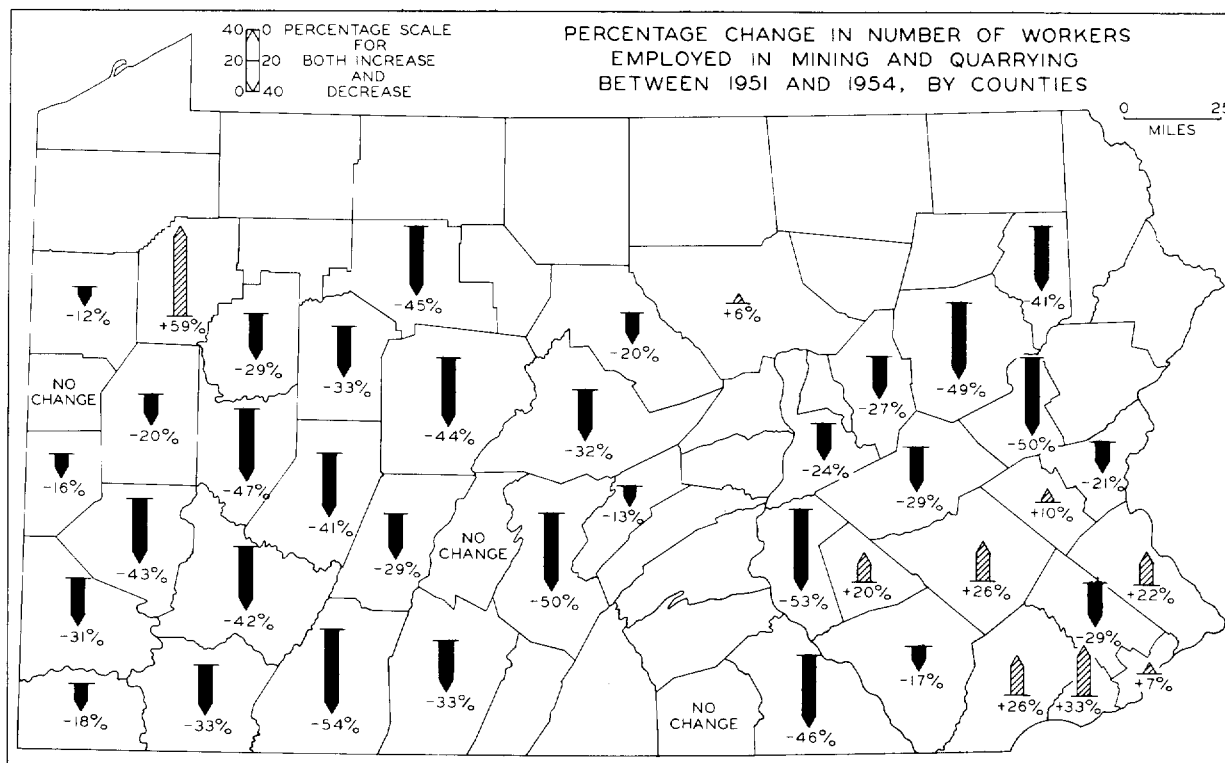 40 0 PERCENTAGE SCALE
FOR
20 20 BOTH INCREASE
AND
0 40 DECREASE
PERCENTAGE CHANGE IN NUMBER OF WORKERS
EMPLOYED IN MINING AND QUARRYING
BETWEEN 1951 AND 1954, BY COUNTIES
0 25
MILES
-12%
+59%
-45%
+6%
-41%
-29%
-33%
-20%
-49%
NO
CHANGE
-20%
-44%
-32%
-27%
-50%
-16%
-47%
-41%
-13%
-24%
-29%
-21%
+10%
-43%
-29%
NO
CHANGE
-50%
-53%
+20%
+26%
+22%
-31%
-42%
-29%
-18%
-33%
-54%
-33%
NO
CHANGE
-46%
-17%
+26%
+33%
+7%